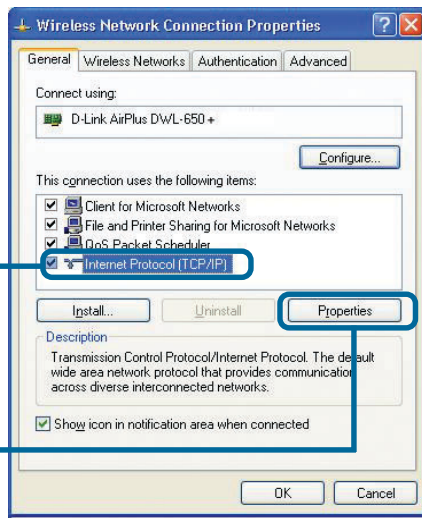 Wireless Network Connection Properties
General Wireless Networks Authentication Advanced
Connect using:
D-Link AirPlus DWL-650+
Configure...
This connection uses the following items:
Client for Microsoft Networks
File and Printer Sharing for Microsoft Networks
QoS Packet Scheduler
Internet Protocol (TCP/IP)
Install... Uninstall Properties
Description
Transmission Control Protocol/Internet Protocol. The default
wide area network protocol that provides communication
across diverse interconnected networks.
Show icon in notification area when connected
OK Cancel